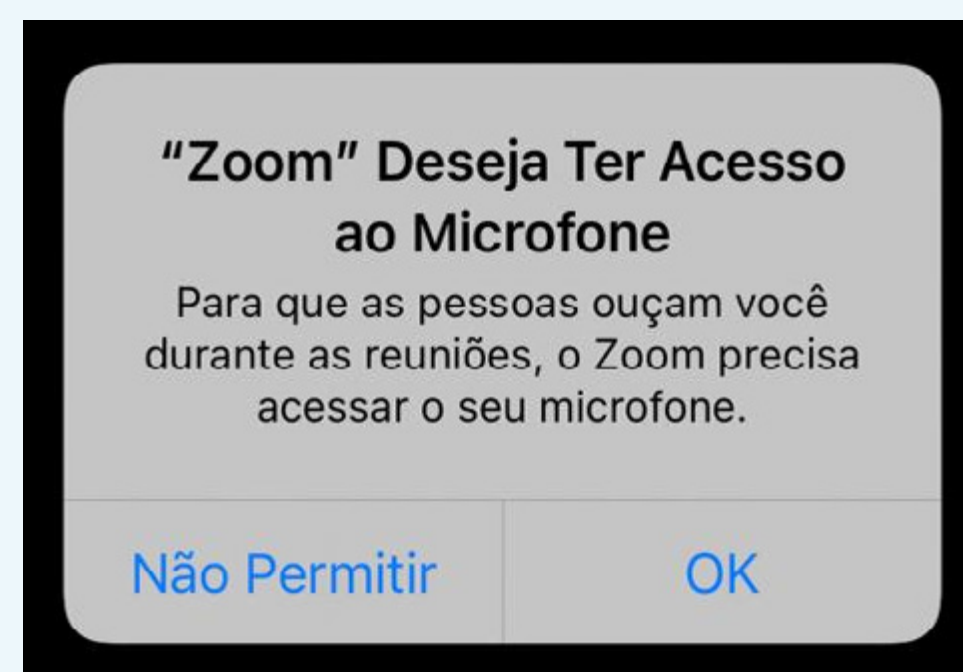 "Zoom" Deseja Ter Acesso
ao Microfone
Para que as pessoas ouçam você
durante as reuniões, o Zoom precisa
acessar o seu microfone.
Não Permitir
OK